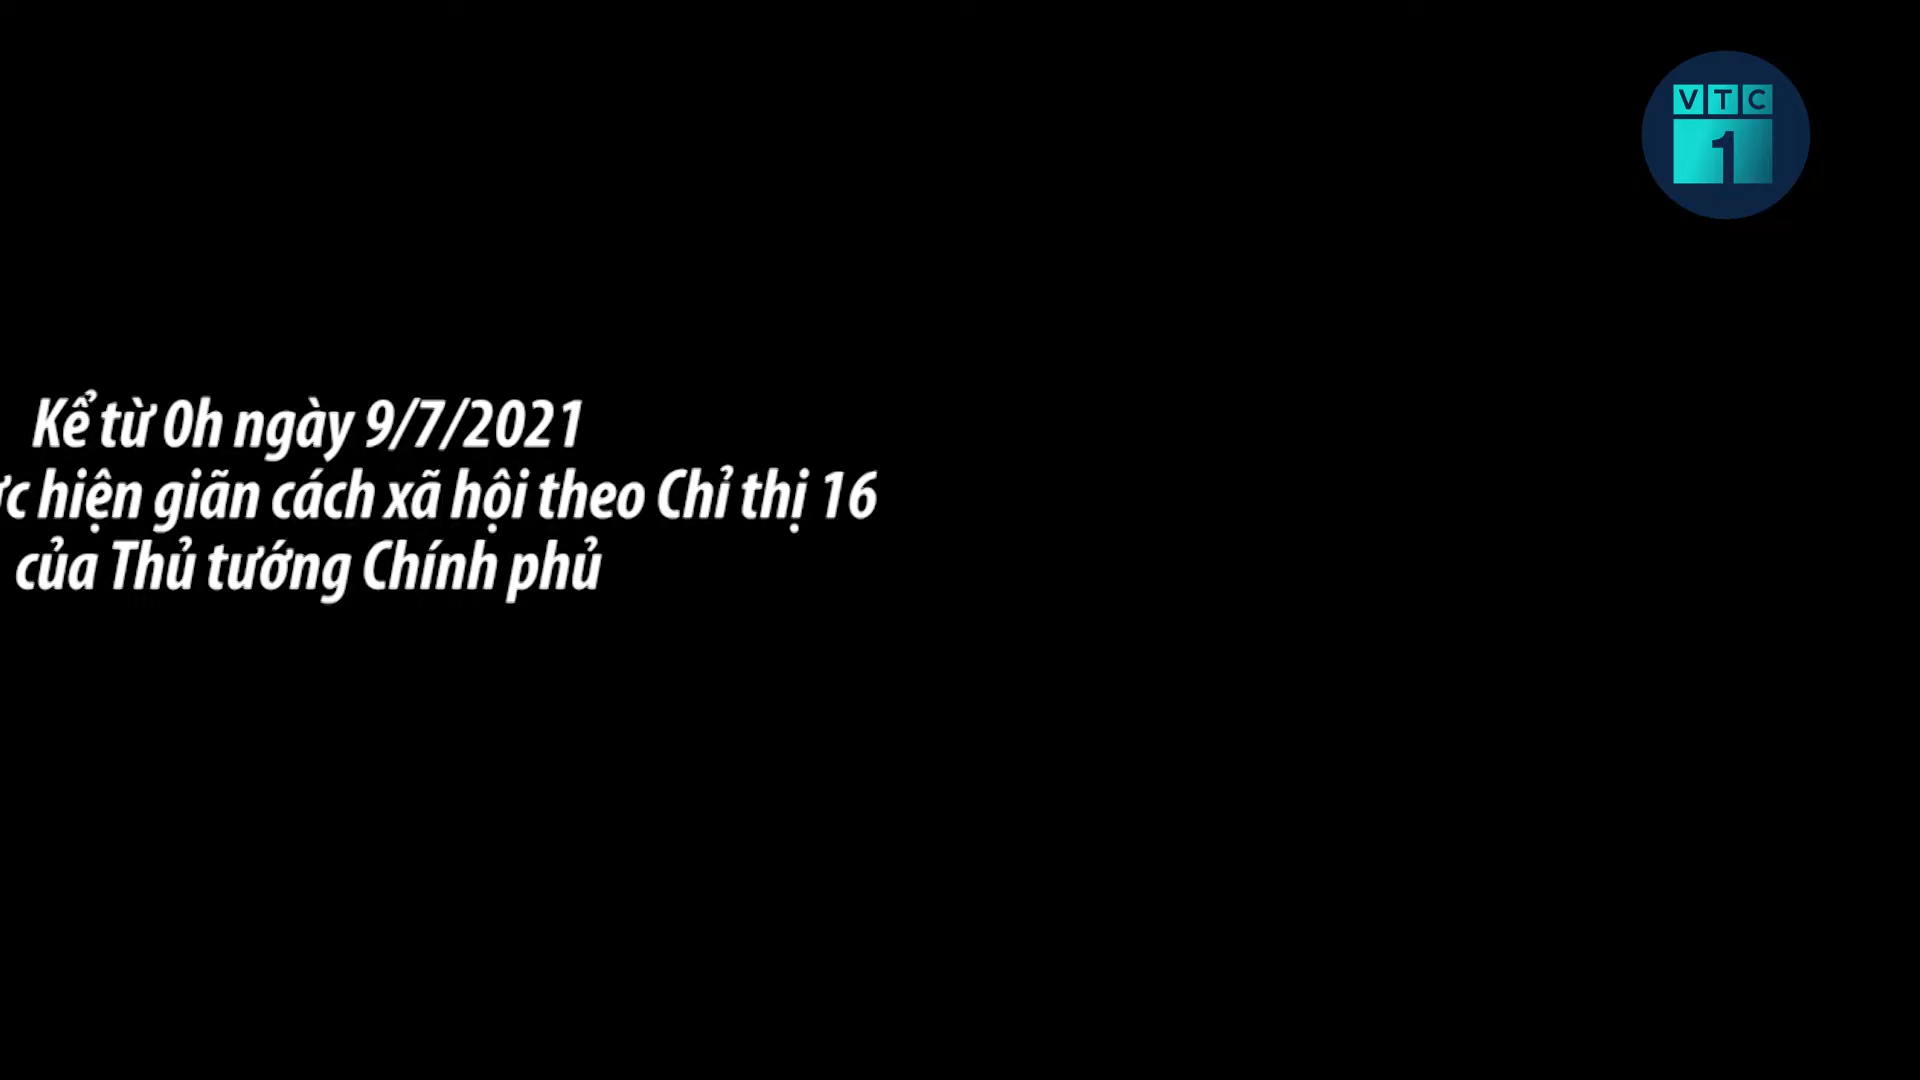 VTC
1
Kể từ 0h ngày 9/7/2021
hiện giãn cách xã hội theo Chỉ thị 16
của Thủ tướng Chính phủ